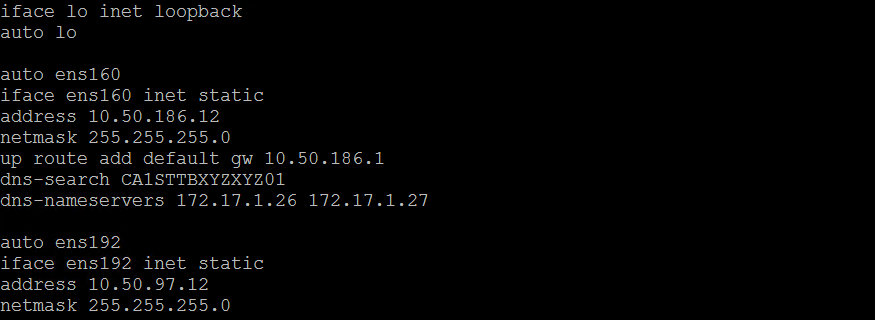 iface lo inet loopback
auto lo
auto ens160
iface ens160 inet static
address 10.50.186.12
netmask 255.255.255.0
up route add default gw 10.50.186.1
dns-search CA1STTBXYZXYZ01
dns-nameservers 172.17.1.26 172.17.1.27
auto ens192
iface ens192 inet static
address 10.50.97.12
netmask 255.255.255.0